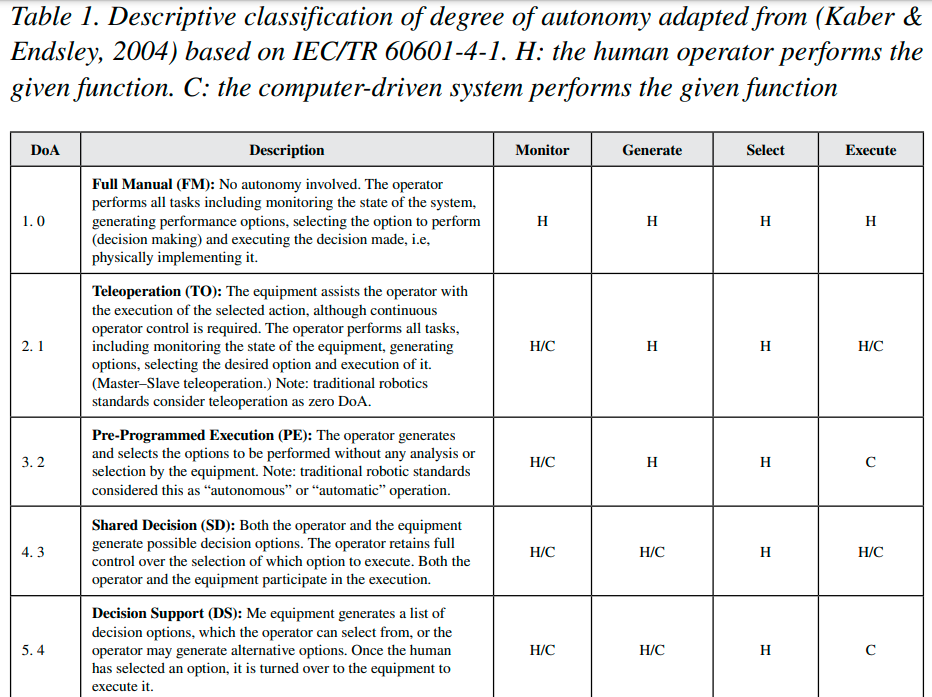 Table 1. Descriptive classification of degree of autonomy adapted from (Kaber &
Endsley, 2004) based on IEC/TR 60601-4-1. H: the human operator performs the
given function. C: the computer-driven system performs the given function
DoA Description Monitor Generate Select Execute
Full Manual (FM): No autonomy involved. The operator
performs all tasks including monitoring the state of the system,
1. 0 generating performance options, selecting the option to perform H H H H
(decision making) and executing the decision made, i.e,
physically implementing it.
Teleoperation (TO): The equipment assists the operator with
the execution of the selected action, although continuous
operator control is required. The operator performs all tasks,
2. 1 including monitoring the state of the equipment, generating H/C H H H/C
options, selecting the desired option and execution of it.
(Master–Slave teleoperation.) Note: traditional robotics
standards consider teleoperation as zero DoA.
Pre-Programmed Execution (PE): The operator generates
and selects the options to be performed without any analysis or
3. 2 selection by the equipment. Note: traditional robotic standards H/C H H C
considered this as “autonomous” or “automatic” operation.
Shared Decision (SD): Both the operator and the equipment
generate possible decision options. The operator retains full
4. 3 control over the selection of which option to execute. Both the H/C H/C H H/C
operator and the equipment participate in the execution.
Decision Support (DS): Me equipment generates a list of
decision options, which the operator can select from, or the
5. 4 operator may generate alternative options. Once the human H/C H/C H C
has selected an option, it is turned over to the equipment to
execute it.